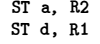 ST a, R2
ST d, R1